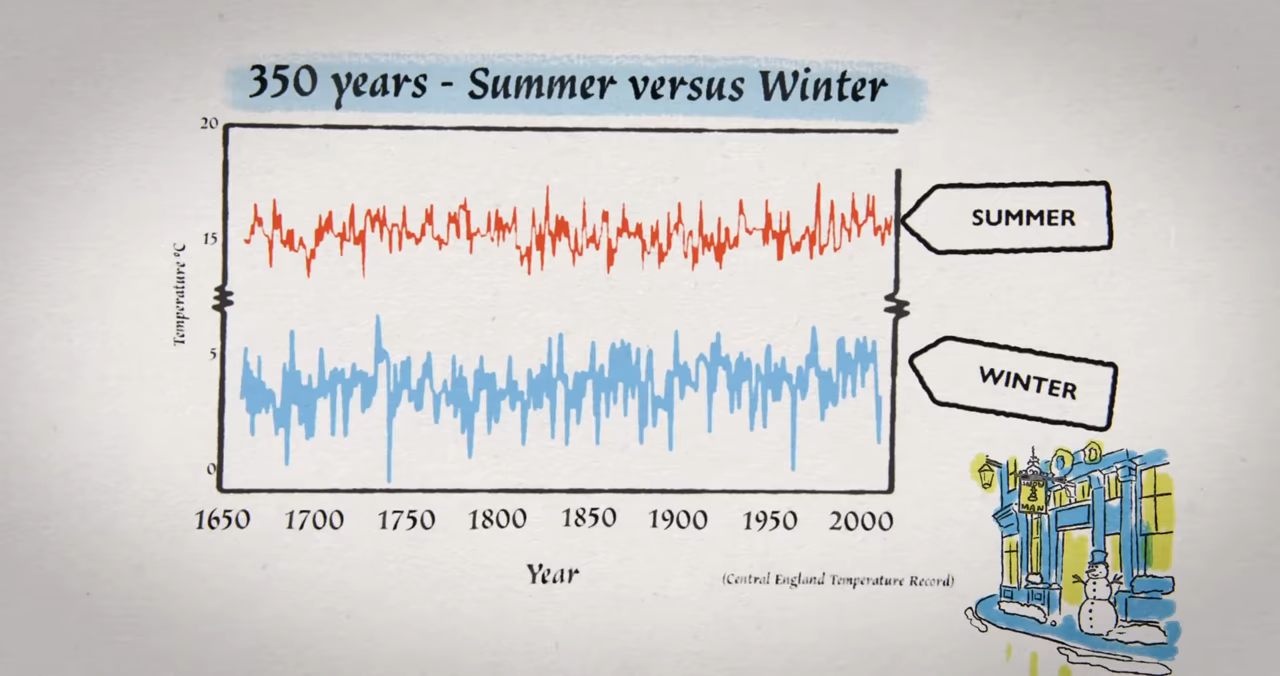 350 years - Summer versus Winter
20
15
5
0
Temperature °C
SUMMER
WINTER
1650 1700 1750 1800 1850 1900 1950 2000
Year
(Central England Temperature Record)
MAN